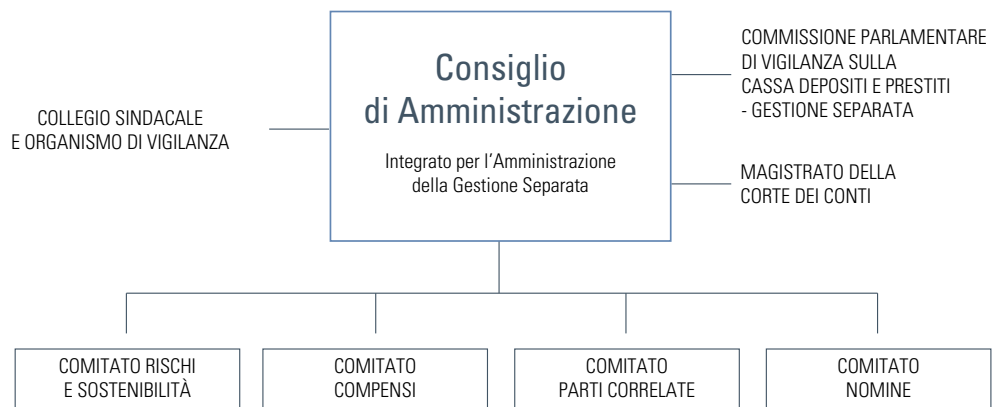 COLLEGIO SINDACALE
E ORGANISMO DI VIGILANZA
Consiglio
di Amministrazione
Integrato per l'Amministrazione
della Gestione Separata
COMMISSIONE PARLAMENTARE
DI VIGILANZA SULLA
CASSA DEPOSITI E PRESTITI
- GESTIONE SEPARATA
MAGISTRATO DELLA
CORTE DEI CONTI
COMITATO RISCHI
E SOSTENIBILITÀ
COMITATO
COMPENSI
COMITATO
PARTI CORRELATE
COMITATO
NOMINE